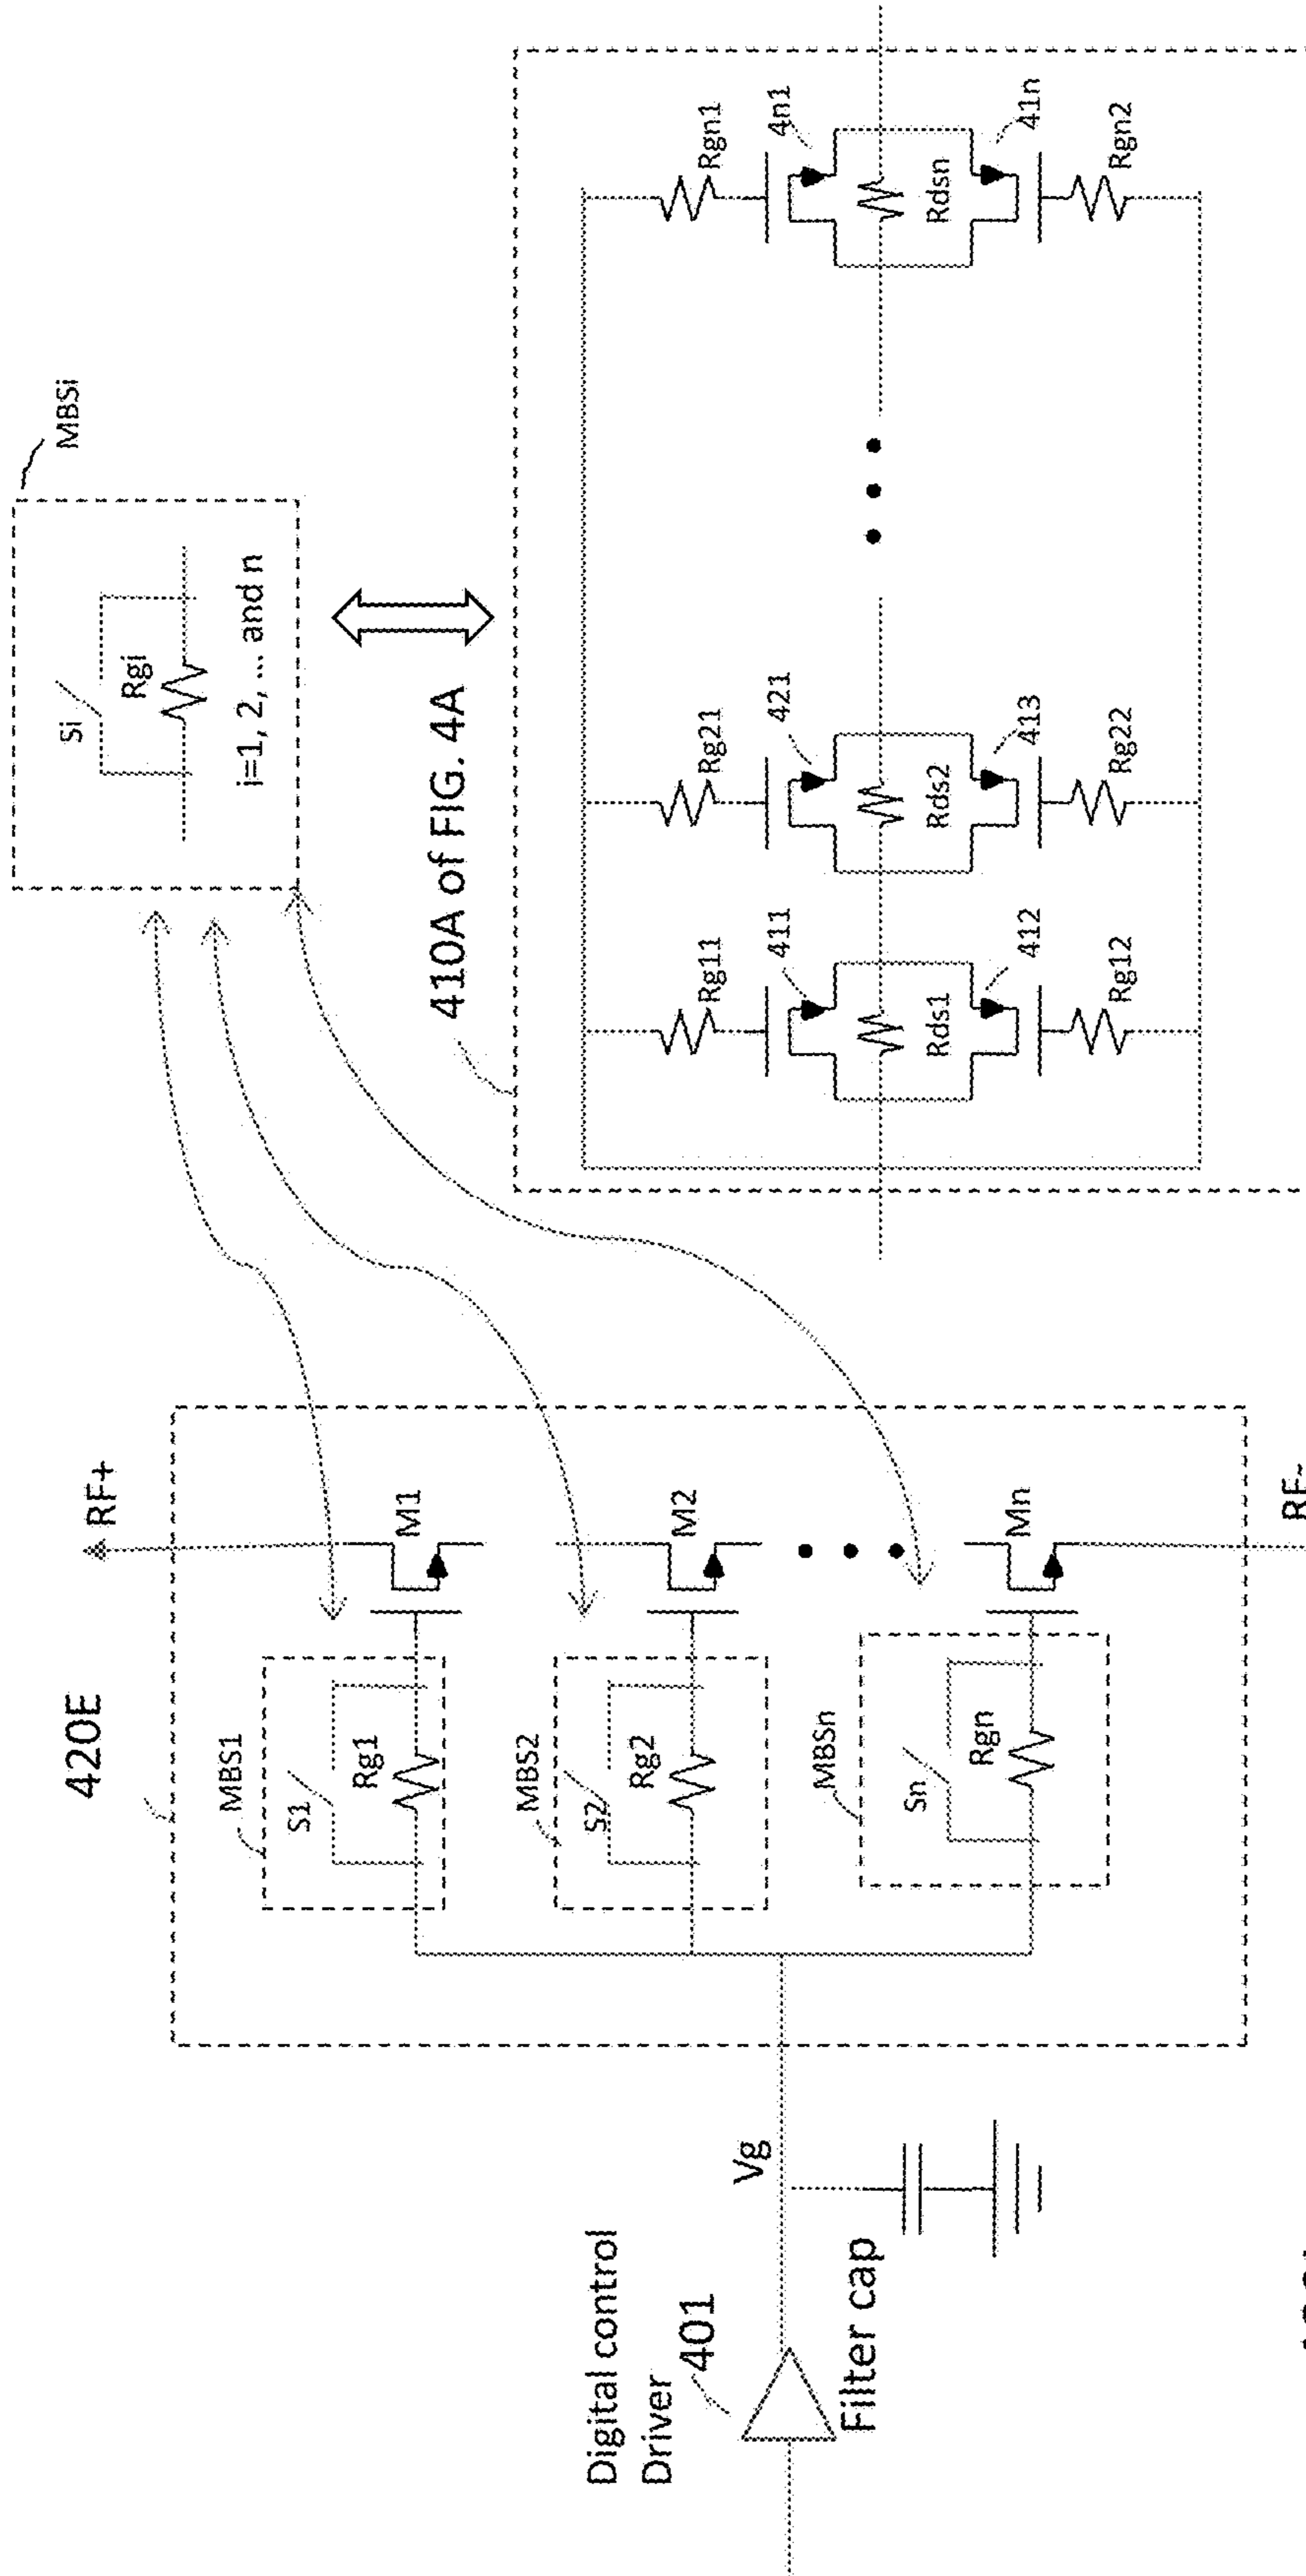 420E
RF+
MBS1
S1
Rg1
M1
MBS2
S2
Rg2
M2
MBSn
Sn
Rgn
Mn
Digital control
Driver
401
Vg
Filter cap
MBSi
Si
Rgi
i=1, 2, ... and n
410A of FIG. 4A
Rg11
Rg21
Rgn1
411
421
4n1
Rds1
Rds2
Rdsn
412
413
41n
Rg12
Rg22
Rgn2